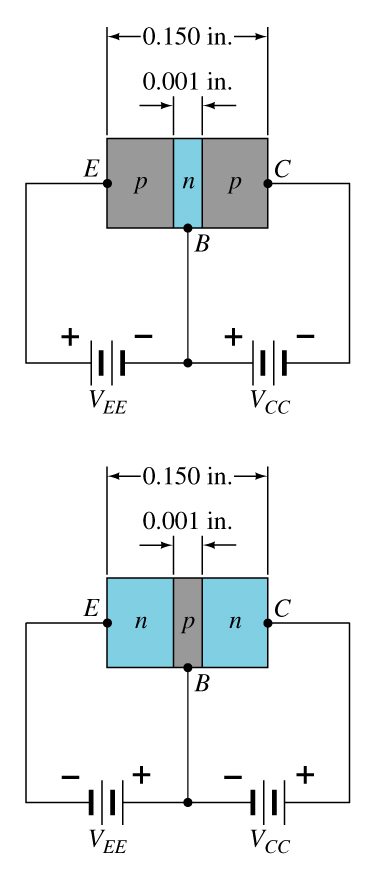 0.150 in.
0.001 in.
E p n p C
B
+ − + −
V_EE V_CC
0.150 in.
0.001 in.
E n p n C
B
− + − +
V_EE V_CC